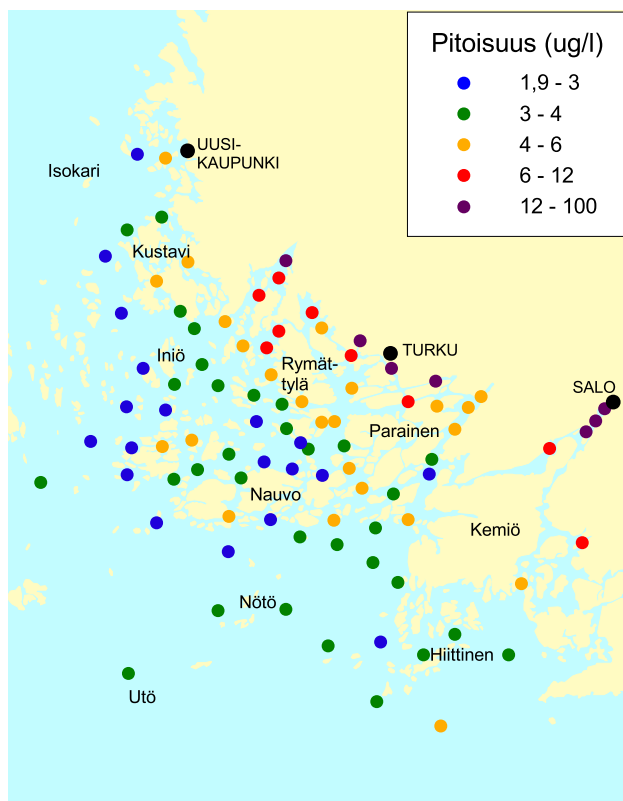 Pitoisuus (ug/l)
1,9 - 3
3 - 4
4 - 6
6 - 12
12 - 100
UUSI-
KAUPUNKI
Isokari
Kustavi
Iniö
Rymät-
tylä
TURKU
SALO
Parainen
Nauvo
Kemiö
Nötö
Hiittinen
Utö